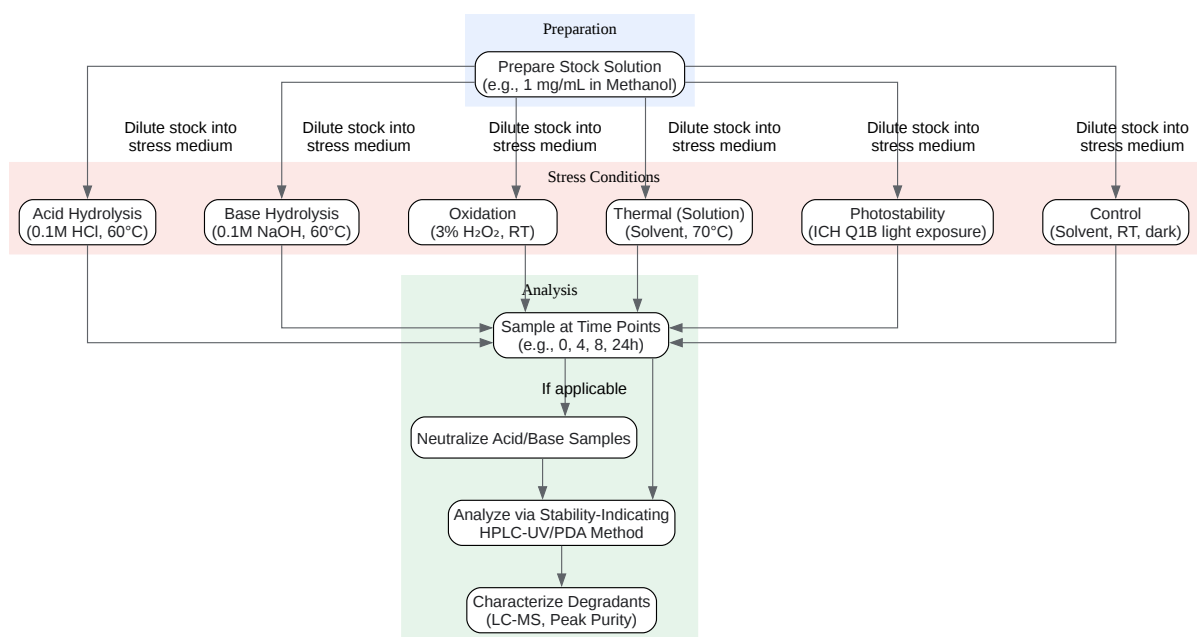 Preparation
Prepare Stock Solution
(e.g., 1 mg/mL in Methanol)
Dilute stock into
stress medium
Dilute stock into
stress medium
Dilute stock into
stress medium
Dilute stock into
stress medium
Dilute stock into
stress medium
Dilute stock into
stress medium
Stress Conditions
Acid Hydrolysis
(0.1M HCl, 60°C)
Base Hydrolysis
(0.1M NaOH, 60°C)
Oxidation
(3% H₂O₂, RT)
Thermal (Solution)
(Solvent, 70°C)
Photostability
(ICH Q1B light exposure)
Control
(Solvent, RT, dark)
Analysis
Sample at Time Points
(e.g., 0, 4, 8, 24h)
If applicable
Neutralize Acid/Base Samples
Analyze via Stability-Indicating
HPLC-UV/PDA Method
Characterize Degradants
(LC-MS, Peak Purity)